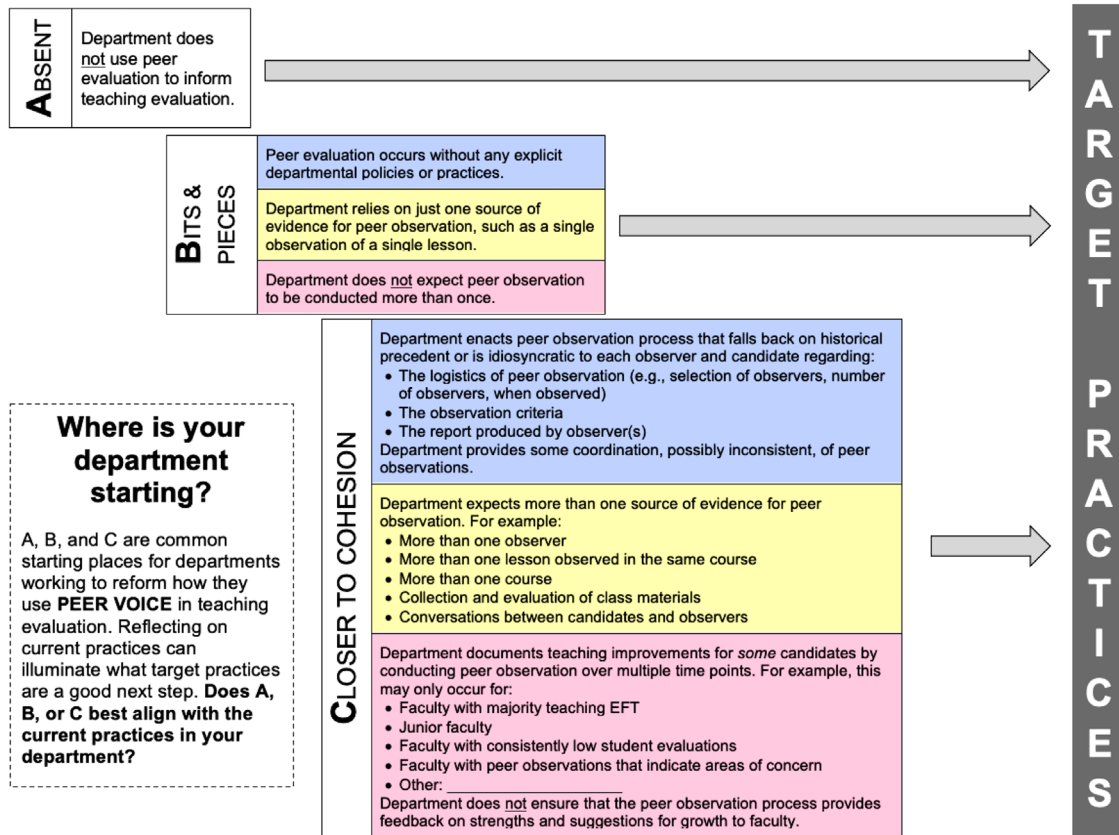 ABSENT
Department does
not use peer
evaluation to inform
teaching evaluation.
BITS &
PIECES
Peer evaluation occurs without any explicit
departmental policies or practices.
Department relies on just one source of
evidence for peer observation, such as a single
observation of a single lesson.
Department does not expect peer observation
to be conducted more than once.
Where is your
department
starting?
A, B, and C are common
starting places for departments
working to reform how they
use PEER VOICE in teaching
evaluation. Reflecting on
current practices can
illuminate what target practices
are a good next step. Does A,
B, or C best align with the
current practices in your
department?
CLOSER TO COHESION
Department enacts peer observation process that falls back on historical
precedent or is idiosyncratic to each observer and candidate regarding:
• The logistics of peer observation (e.g., selection of observers, number
of observers, when observed)
• The observation criteria
• The report produced by observer(s)
Department provides some coordination, possibly inconsistent, of peer
observations.
Department expects more than one source of evidence for peer
observation. For example:
• More than one observer
• More than one lesson observed in the same course
• More than one course
• Collection and evaluation of class materials
• Conversations between candidates and observers
Department documents teaching improvements for some candidates by
conducting peer observation over multiple time points. For example, this
may only occur for:
• Faculty with majority teaching EFT
• Junior faculty
• Faculty with consistently low student evaluations
• Faculty with peer observations that indicate areas of concern
• Other: ____________________
Department does not ensure that the peer observation process provides
feedback on strengths and suggestions for growth to faculty.
TARGET PRACTICES